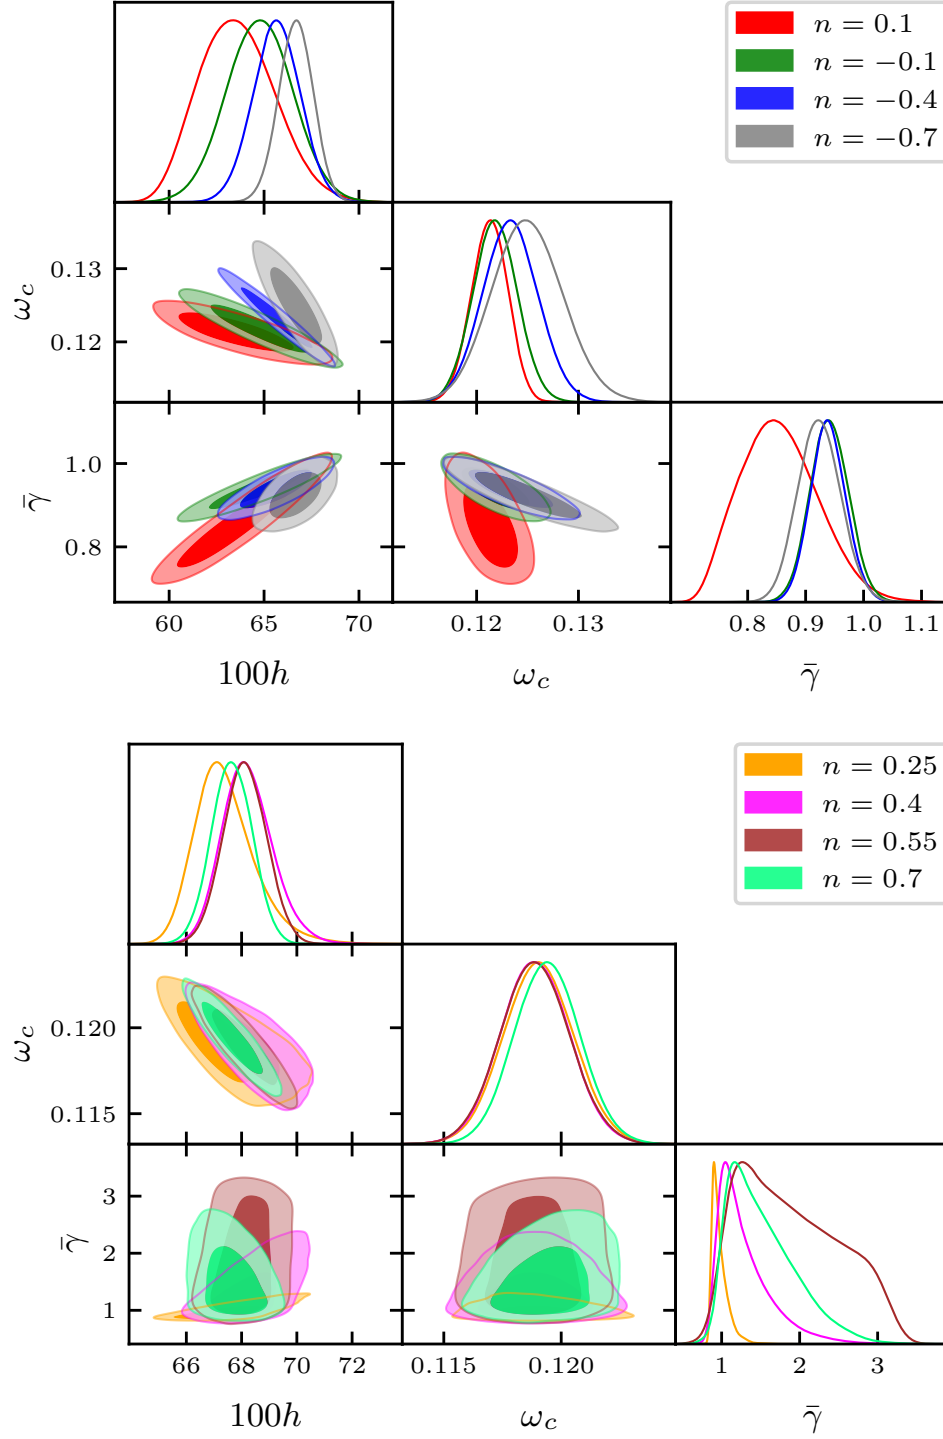 n = 0.1
n = −0.1
n = −0.4
n = −0.7
ω_c
0.13
0.12
γ̄
1.0
0.8
60 65 70
0.12 0.13
0.8 0.9 1.0 1.1
100h
ω_c
γ̄
n = 0.25
n = 0.4
n = 0.55
n = 0.7
ω_c
0.120
0.115
γ̄
3
2
1
66 68 70 72
0.115 0.120
1 2 3
100h
ω_c
γ̄